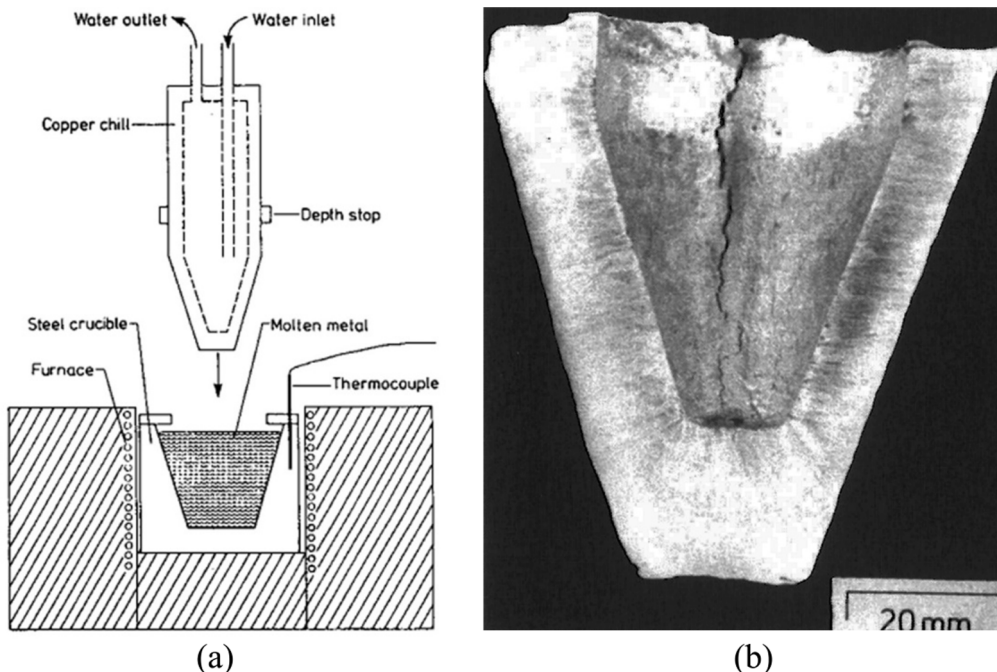 Water outlet
Water inlet
Copper chill
Depth stop
Steel crucible
Molten metal
Furnace
Thermocouple
20 mm
(a)
(b)